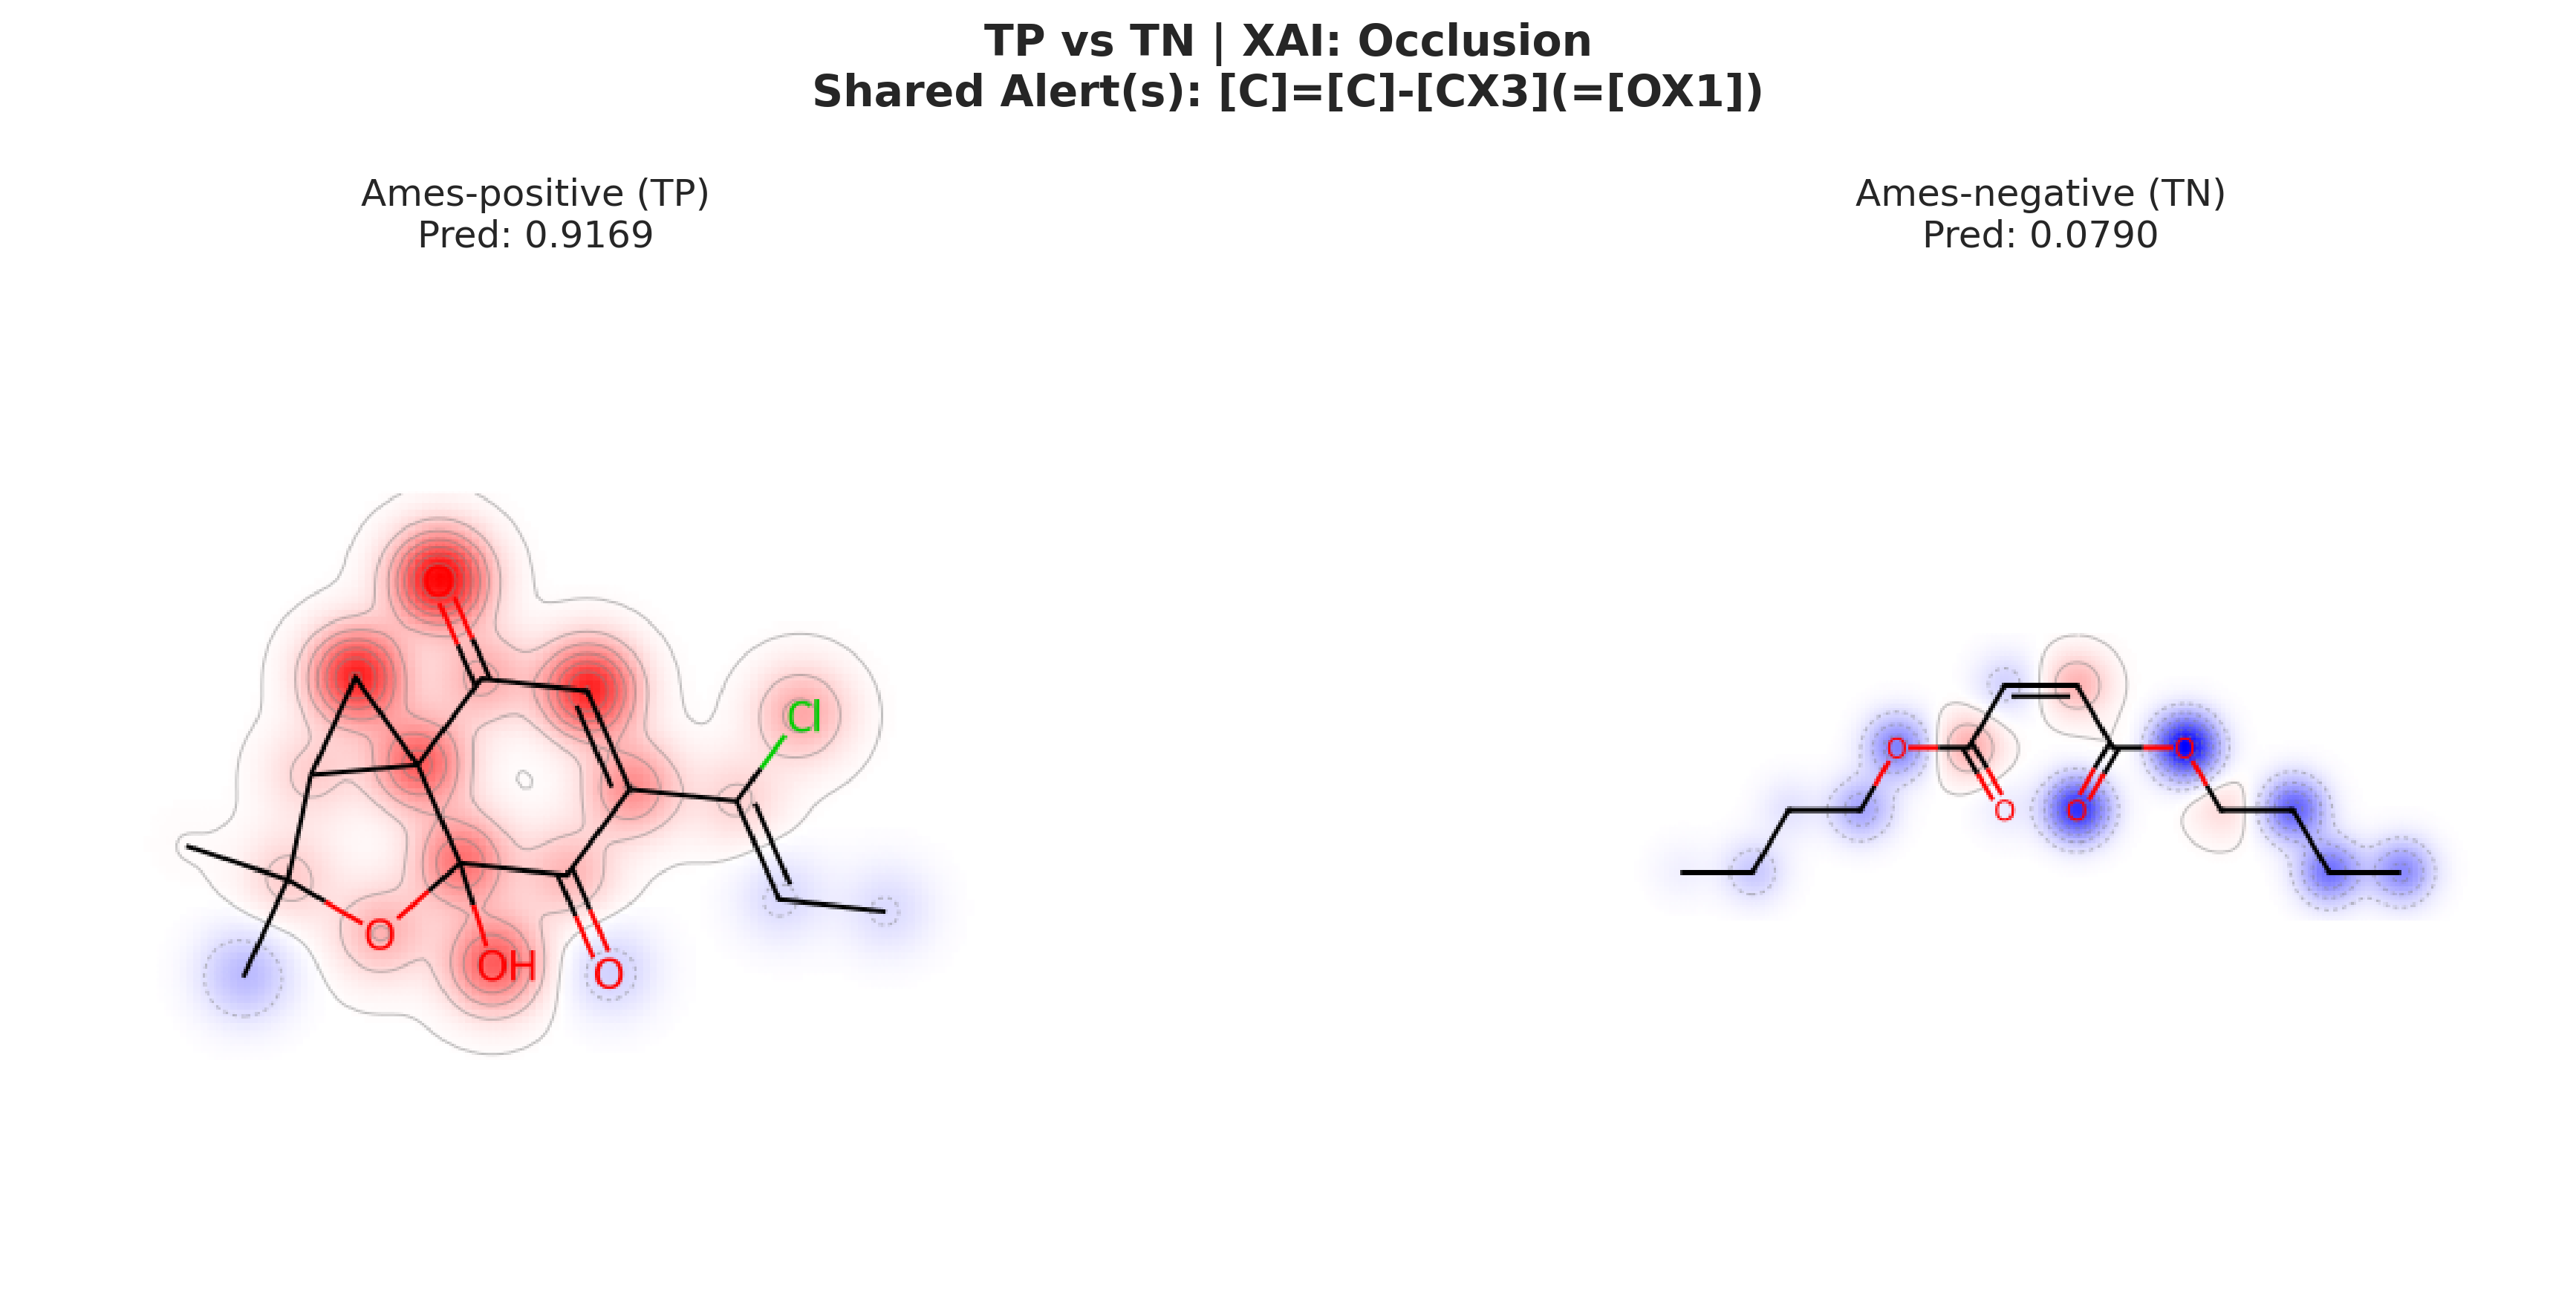 TP vs TN | XAI: Occlusion
Shared Alert(s): [C]=[C]-[CX3](=[OX1])
Ames-positive (TP)
Pred: 0.9169
Ames-negative (TN)
Pred: 0.0790
O
Cl
O
OH
O
O
O
O
O